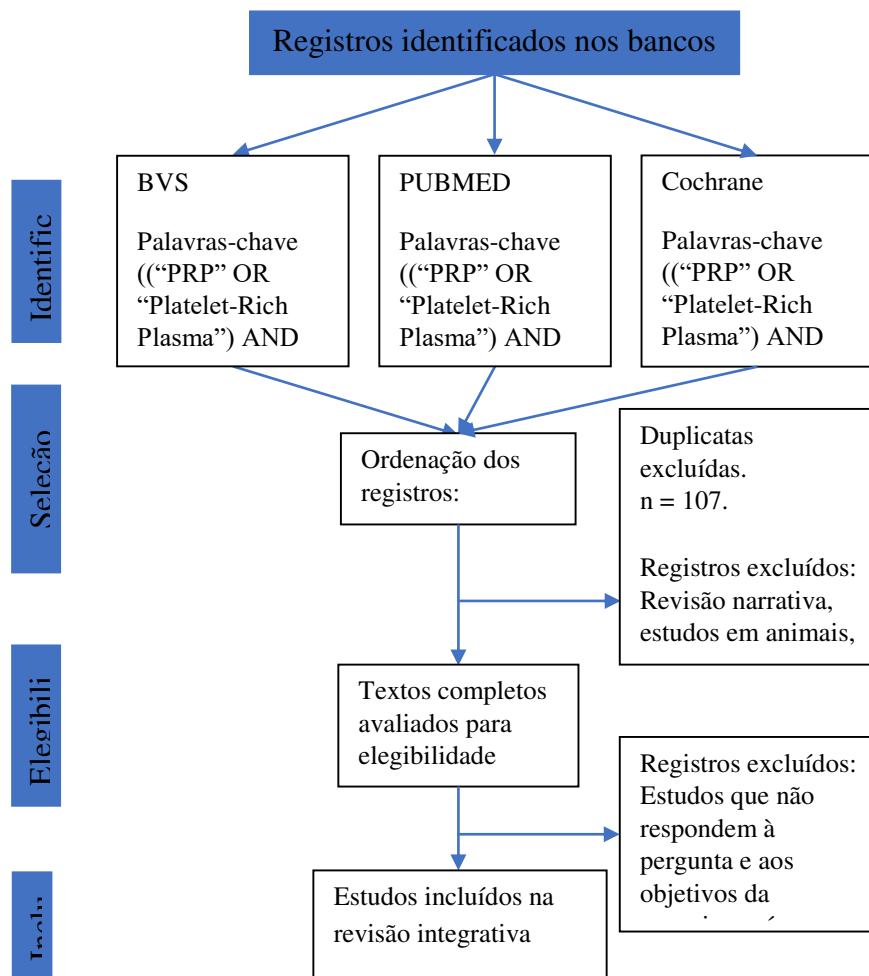 Registros identificados nos bancos
Identific
BVS
Palavras-chave
((“PRP” OR
“Platelet-Rich
Plasma”) AND
PUBMED
Palavras-chave
((“PRP” OR
“Platelet-Rich
Plasma”) AND
Cochrane
Palavras-chave
((“PRP” OR
“Platelet-Rich
Plasma”) AND
Seleção
Ordenação dos
registros:
Duplicatas
excluídas.
n = 107.
Registros excluídos:
Revisão narrativa,
estudos em animais,
Elegibili
Textos completos
avaliados para
elegibilidade
Registros excluídos:
Estudos que não
respondem à
pergunta e aos
objetivos da
Estudos incluídos na
revisão integrativa